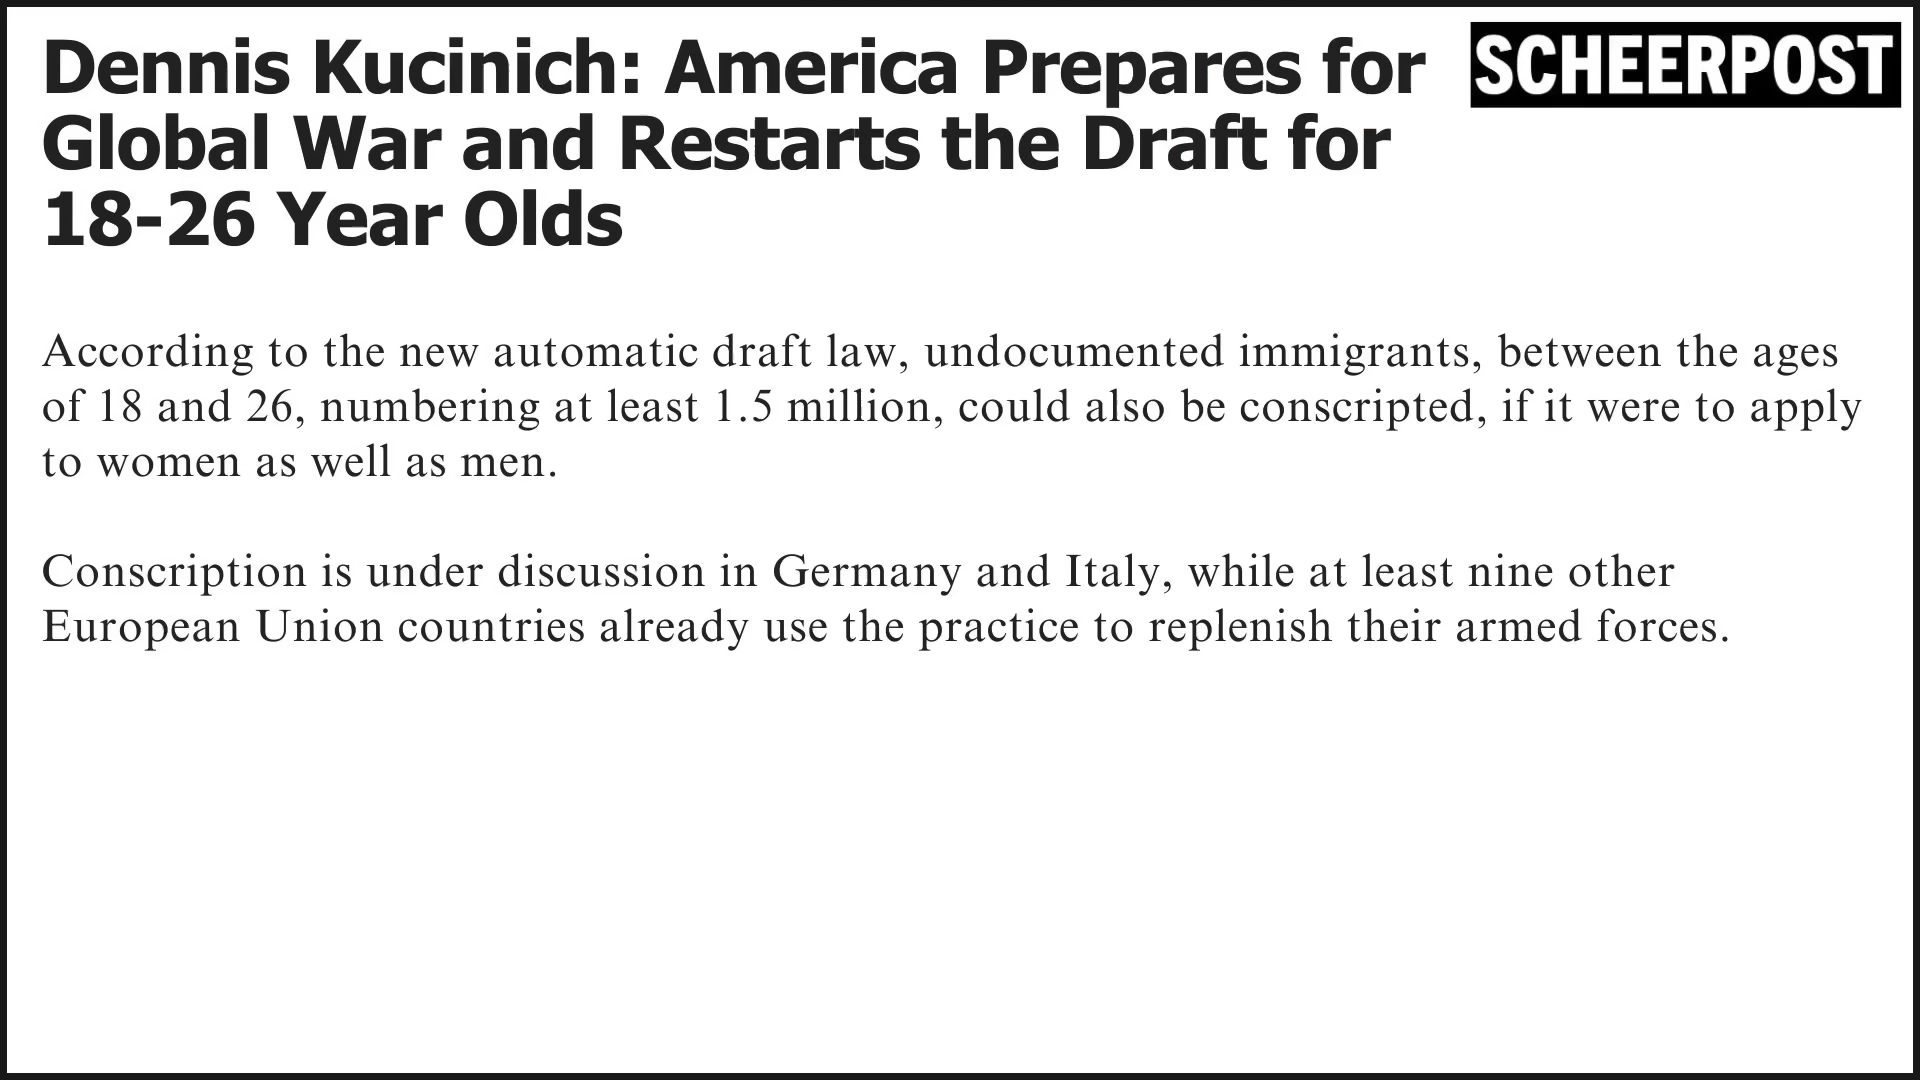 Dennis Kucinich: America Prepares for
Global War and Restarts the Draft for
18-26 Year Olds
SCHEERPOST
According to the new automatic draft law, undocumented immigrants, between the ages
of 18 and 26, numbering at least 1.5 million, could also be conscripted, if it were to apply
to women as well as men.
Conscription is under discussion in Germany and Italy, while at least nine other
European Union countries already use the practice to replenish their armed forces.